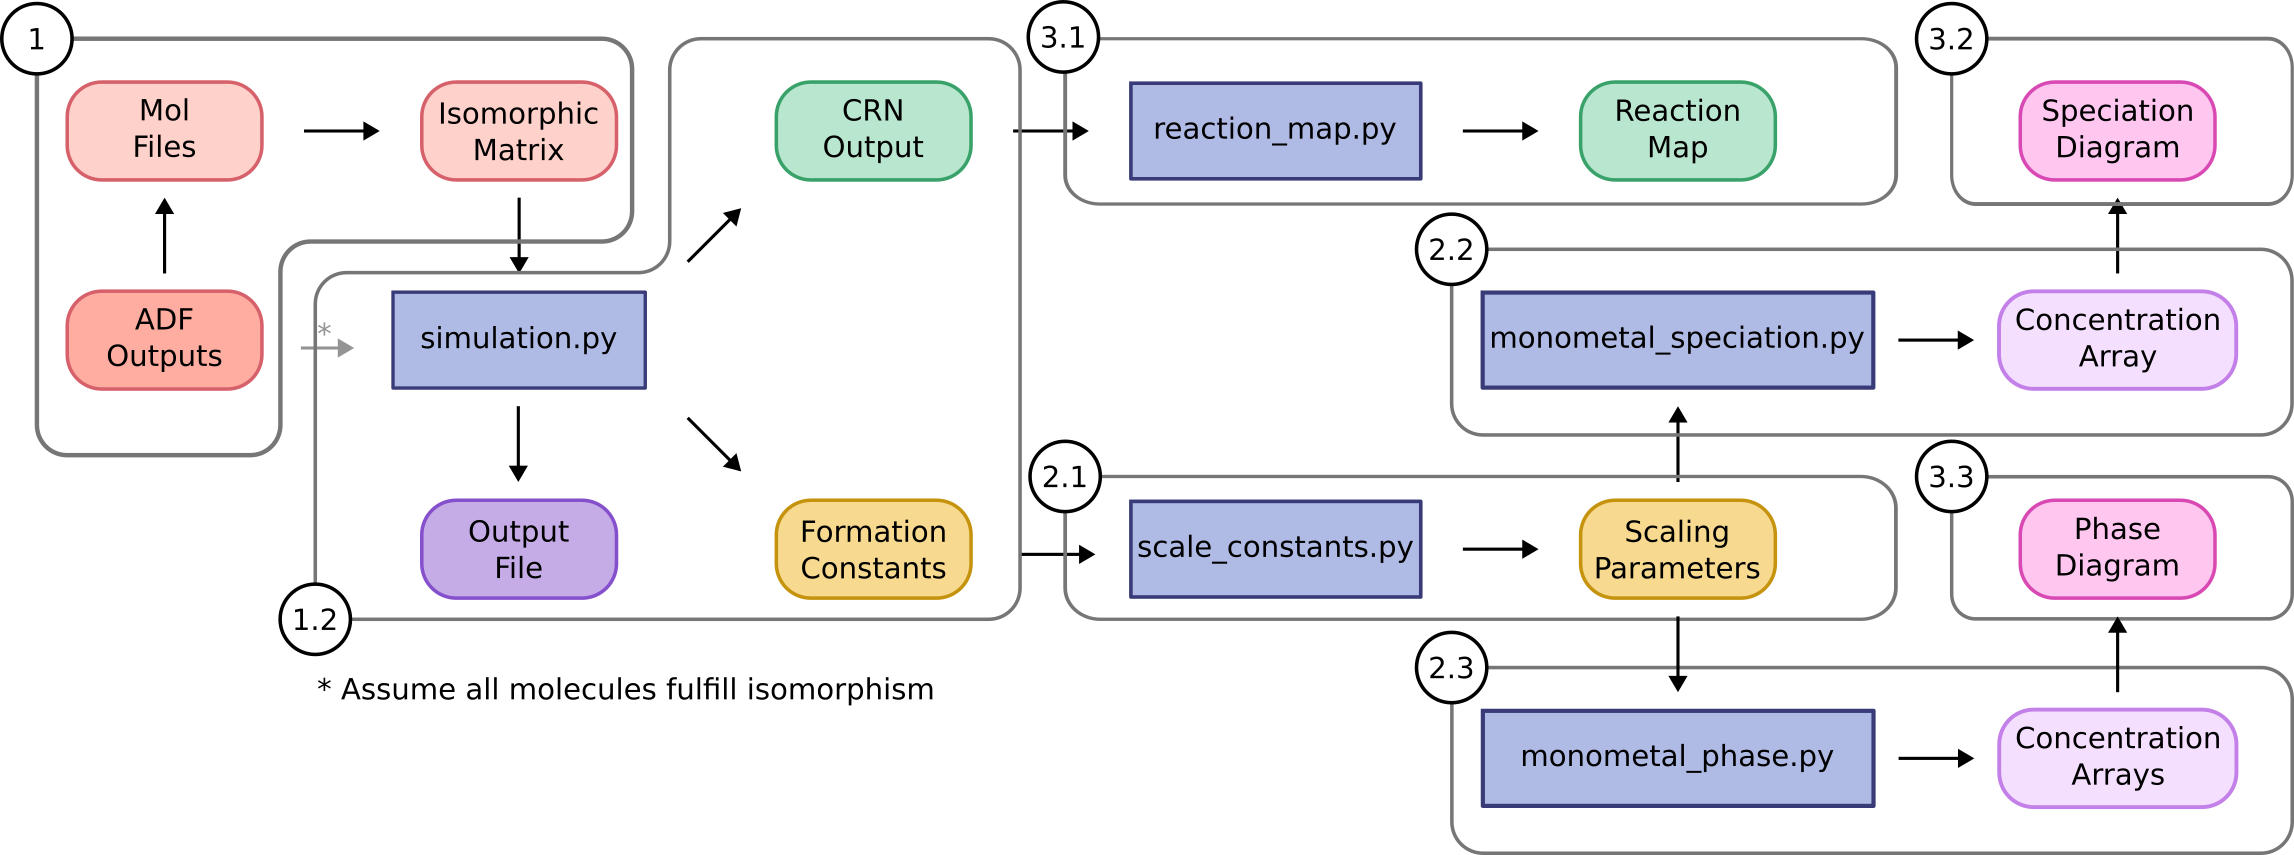 1
Mol
Files
Isomorphic
Matrix
ADF
Outputs
*
simulation.py
CRN
Output
Output
File
Formation
Constants
1.2
* Assume all molecules fulfill isomorphism
3.1
reaction_map.py
Reaction
Map
3.2
Speciation
Diagram
2.2
monometal_speciation.py
Concentration
Array
2.1
scale_constants.py
Scaling
Parameters
3.3
Phase
Diagram
2.3
monometal_phase.py
Concentration
Arrays